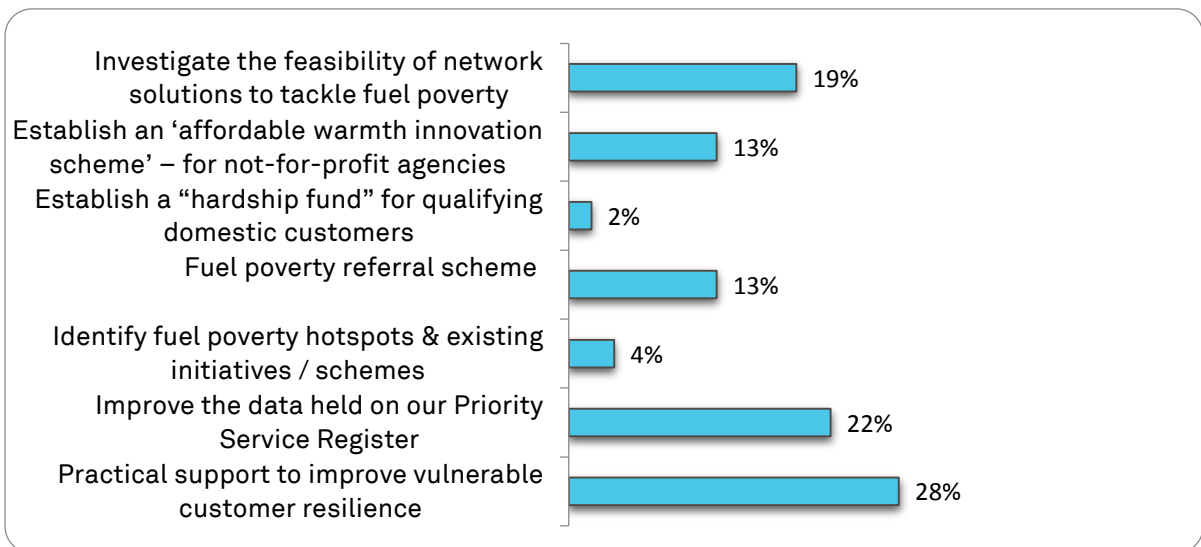 Investigate the feasibility of network
solutions to tackle fuel poverty
19%
Establish an ‘affordable warmth innovation
scheme’ – for not-for-profit agencies
13%
Establish a “hardship fund” for qualifying
domestic customers
2%
Fuel poverty referral scheme
13%
Identify fuel poverty hotspots & existing
initiatives / schemes
4%
Improve the data held on our Priority
Service Register
22%
Practical support to improve vulnerable
customer resilience
28%